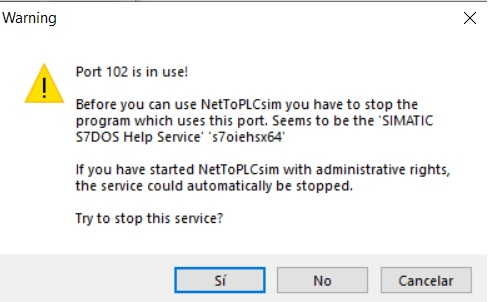 Warning
Port 102 is in use!
Before you can use NetToPLCsim you have to stop the
program which uses this port. Seems to be the 'SIMATIC
S7DOS Help Service' 's7oiehsx64'
If you have started NetToPLCsim with administrative rights,
the service could automatically be stopped.
Try to stop this service?
Sí
No
Cancelar